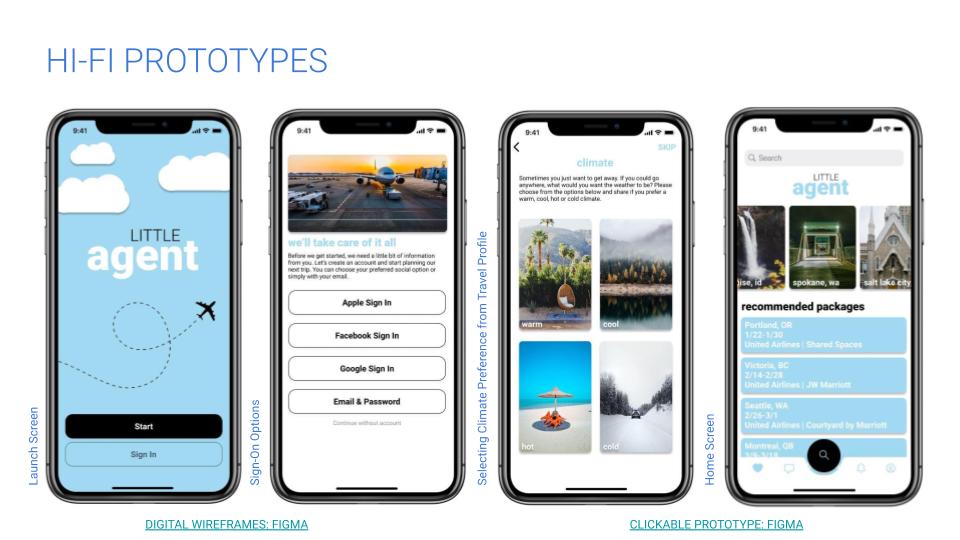 HI-FI PROTOTYPES
Launch Screen
9:41
LITTLE
agent
Start
Sign In
Sign-On Options
9:41
we'll take care of it all
Before we get started, we need a little bit of information
from you. Let's create an account and start planning our
next trip. You can choose your preferred social option or
simply with your email.
Apple Sign In
Facebook Sign In
Google Sign In
Email & Password
Continue without account
Selecting Climate Preference from Travel Profile
9:41
SKIP
climate
Sometimes you just want to get away. If you could go
anywhere, what would you want the weather to be? Please
choose from the options below and share if you prefer a
warm, cool, hot or cold climate.
warm
cool
hot
cold
Home Screen
9:41
Search
LITTLE
agent
ise, id
spokane, wa
salt lake city
recommended packages
Portland, OR
1/22-1/30
United Airlines | Shared Spaces
Victoria, BC
2/14-2/28
United Airlines | JW Marriott
Seattle, WA
2/26-3/1
United Airlines | Courtyard by Marriott
Montreal, QB
3/6-3/18
DIGITAL WIREFRAMES: FIGMA
CLICKABLE PROTOTYPE: FIGMA